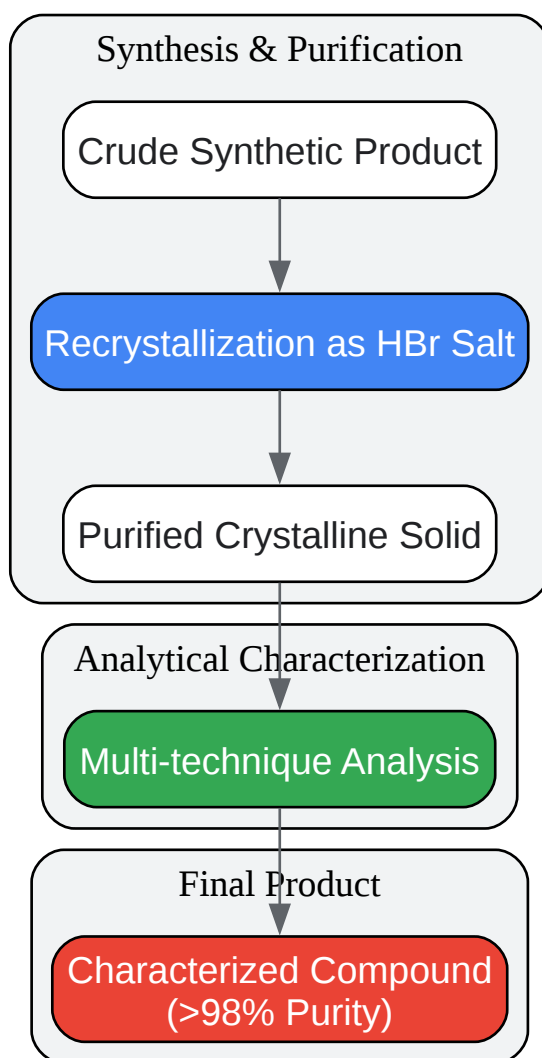 Synthesis & Purification
Crude Synthetic Product
Recrystallization as HBr Salt
Purified Crystalline Solid
Analytical Characterization
Multi-technique Analysis
Final Product
Characterized Compound
(>98% Purity)